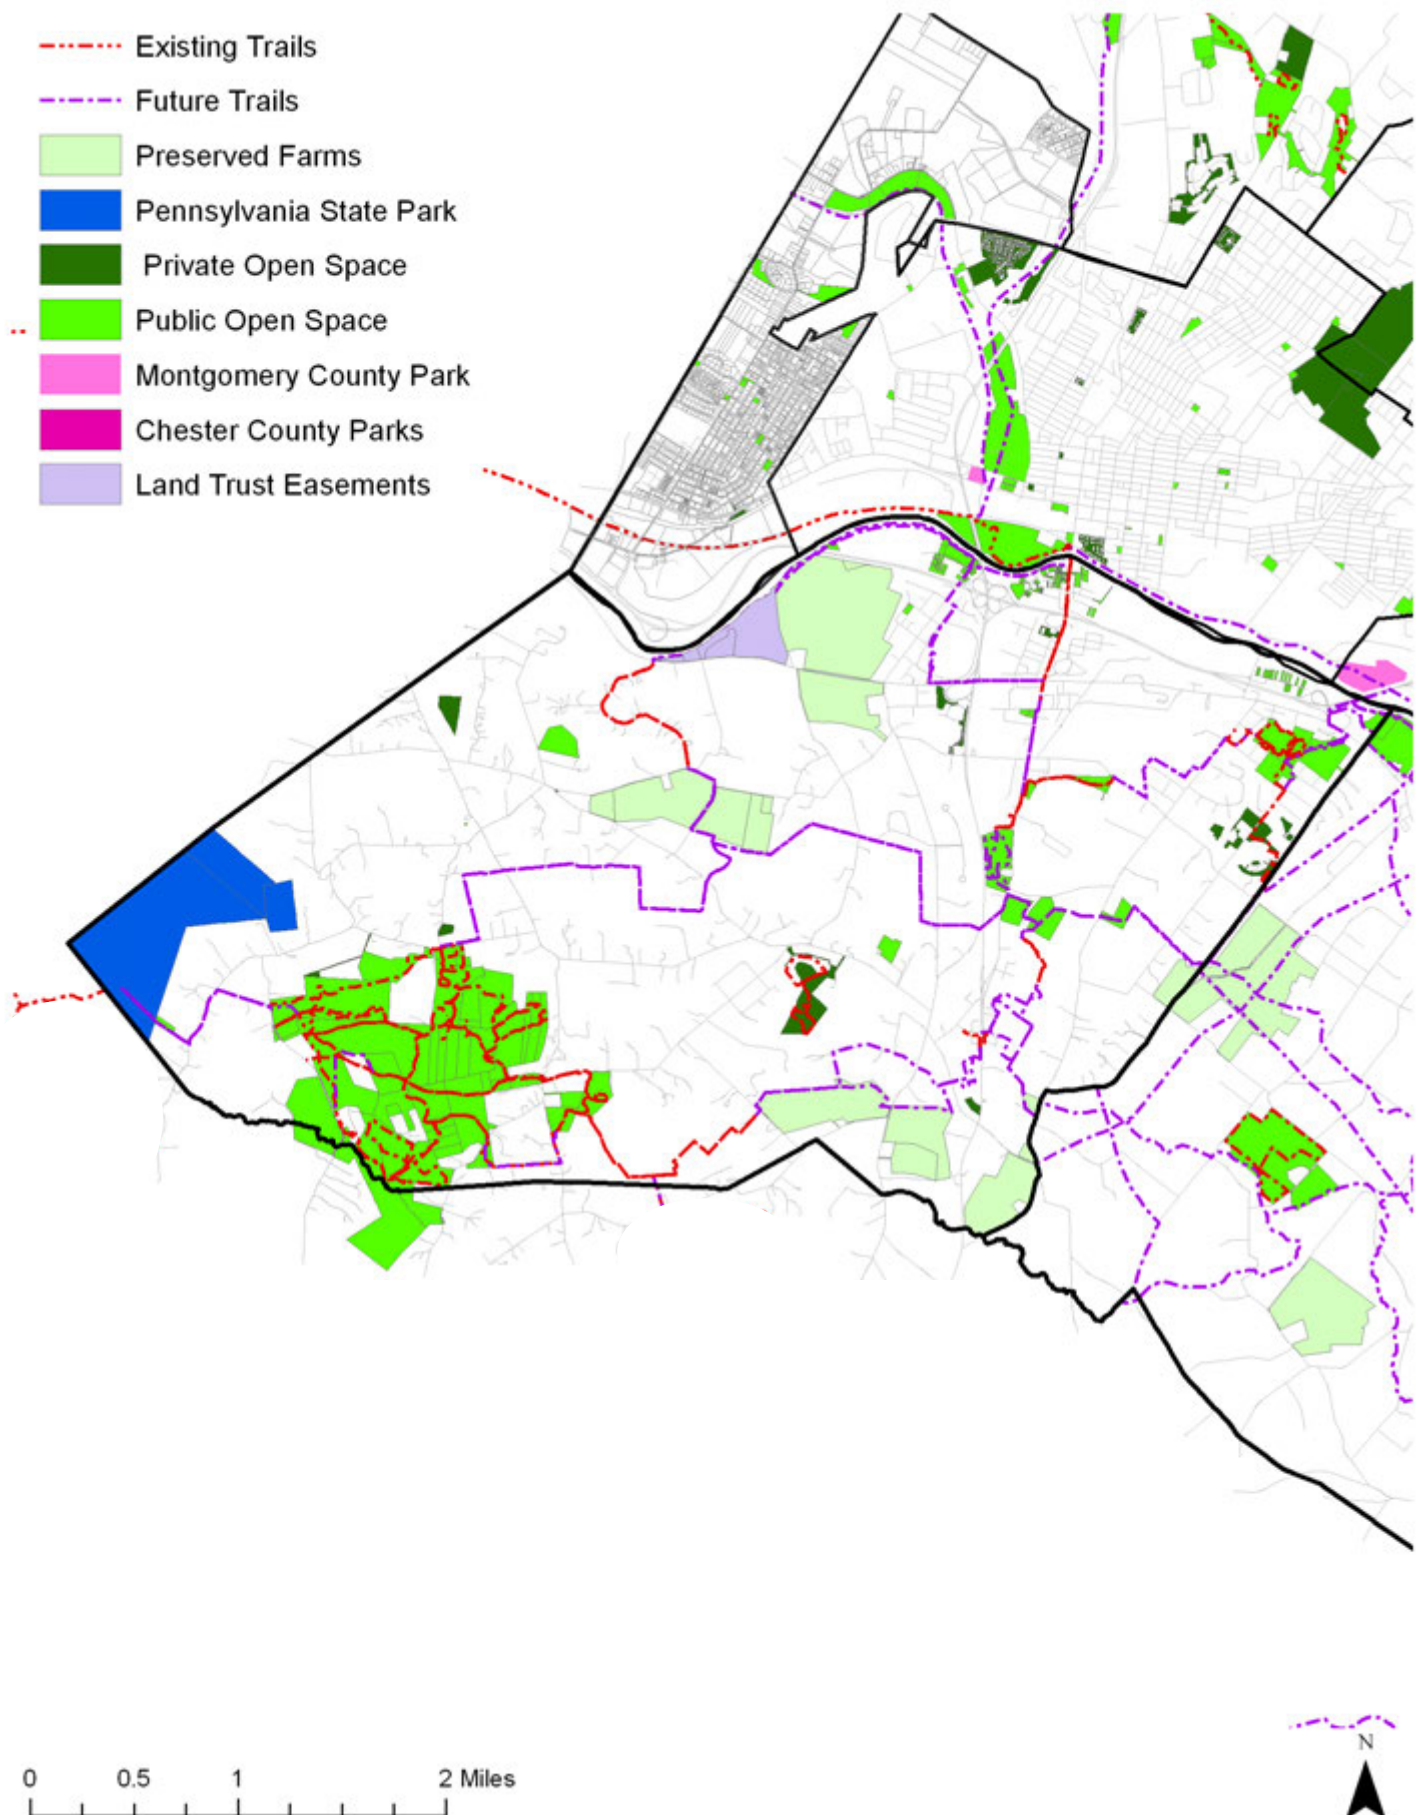 Existing Trails
Future Trails
Preserved Farms
Pennsylvania State Park
Private Open Space
Public Open Space
Montgomery County Park
Chester County Parks
Land Trust Easements
N
0 0.5 1 2 Miles